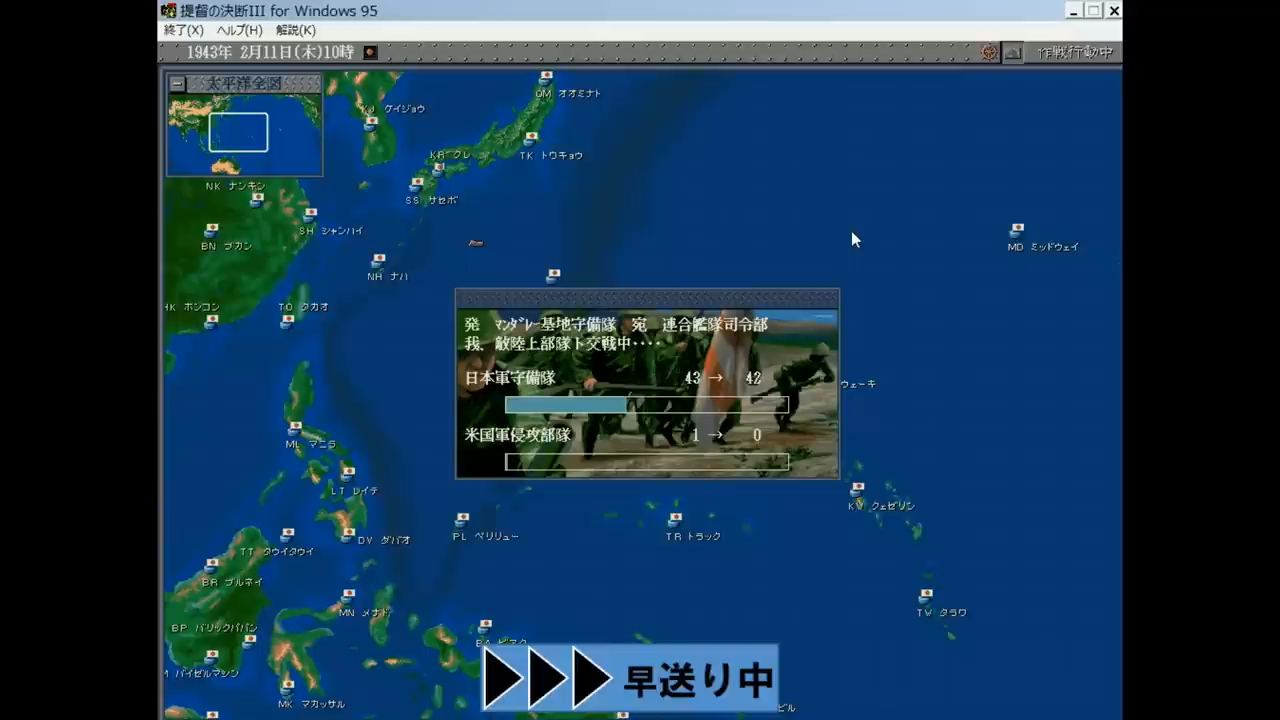 提督の決断III for Windows 95
終了(X) ヘルプ(H) 解説(K)
1943年 2月11日(木)10時
作戦行動中
太平洋全図
OM オオミナト
KJ ケイジョウ
KR クレ
TK トウキョウ
NK ナンキン
SS サセボ
SH シャンハイ
BN ブカン
MD ミッドウェイ
NH ナハ
HK ホンコン
TO タカオ
発 マンダレー基地守備隊 宛 連合艦隊司令部
我、敵陸上部隊ト交戦中‥‥
日本軍守備隊 43 → 42
米国軍侵攻部隊 1 → 0
ウェーキ
ML マニラ
LT レイテ
KW クェゼリン
PL ペリリュー
TR トラック
DV ダバオ
TT タウイタウイ
BR ブルネイ
MN メナド
TW タラワ
BP バリックパパン
BA ビアク
M バイゼルマシン
早送り中
MK マカッサル
ビル